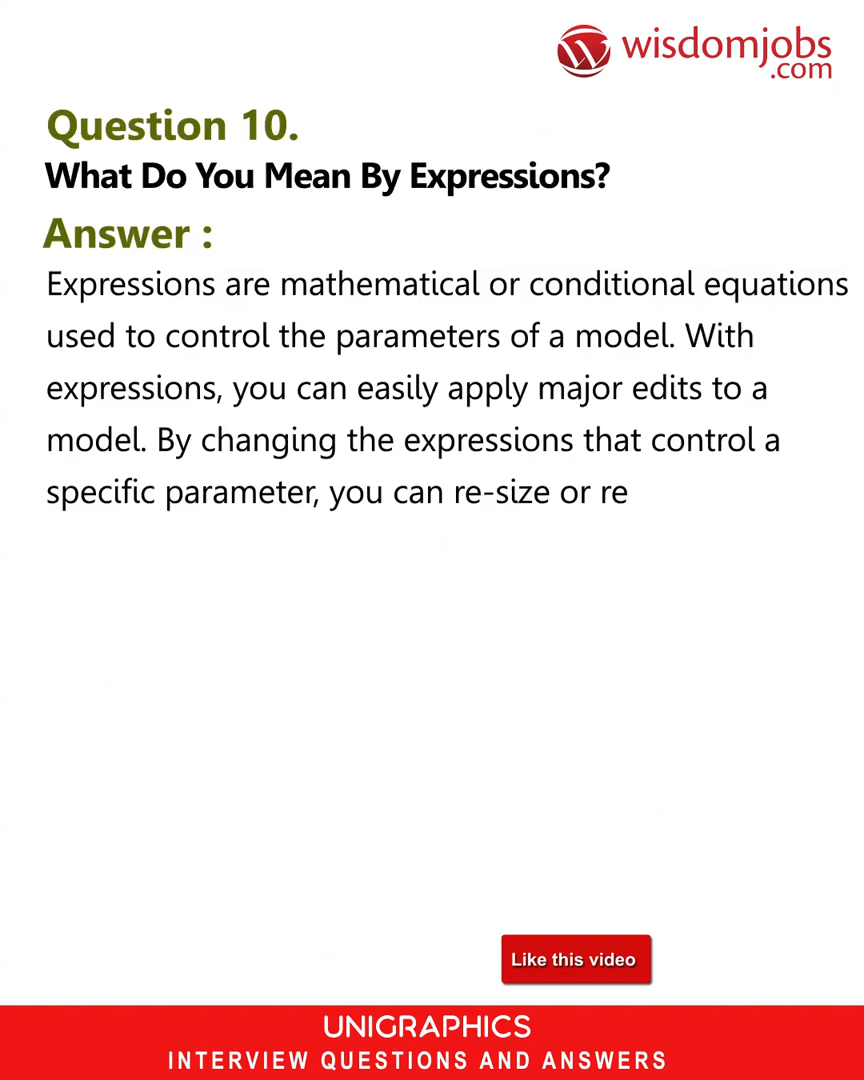 wisdomjobs
.com
Question 10.
What Do You Mean By Expressions?
Answer :
Expressions are mathematical or conditional equations
used to control the parameters of a model. With
expressions, you can easily apply major edits to a
model. By changing the expressions that control a
specific parameter, you can re-size or re
Like this video
UNIGRAPHICS
INTERVIEW QUESTIONS AND ANSWERS